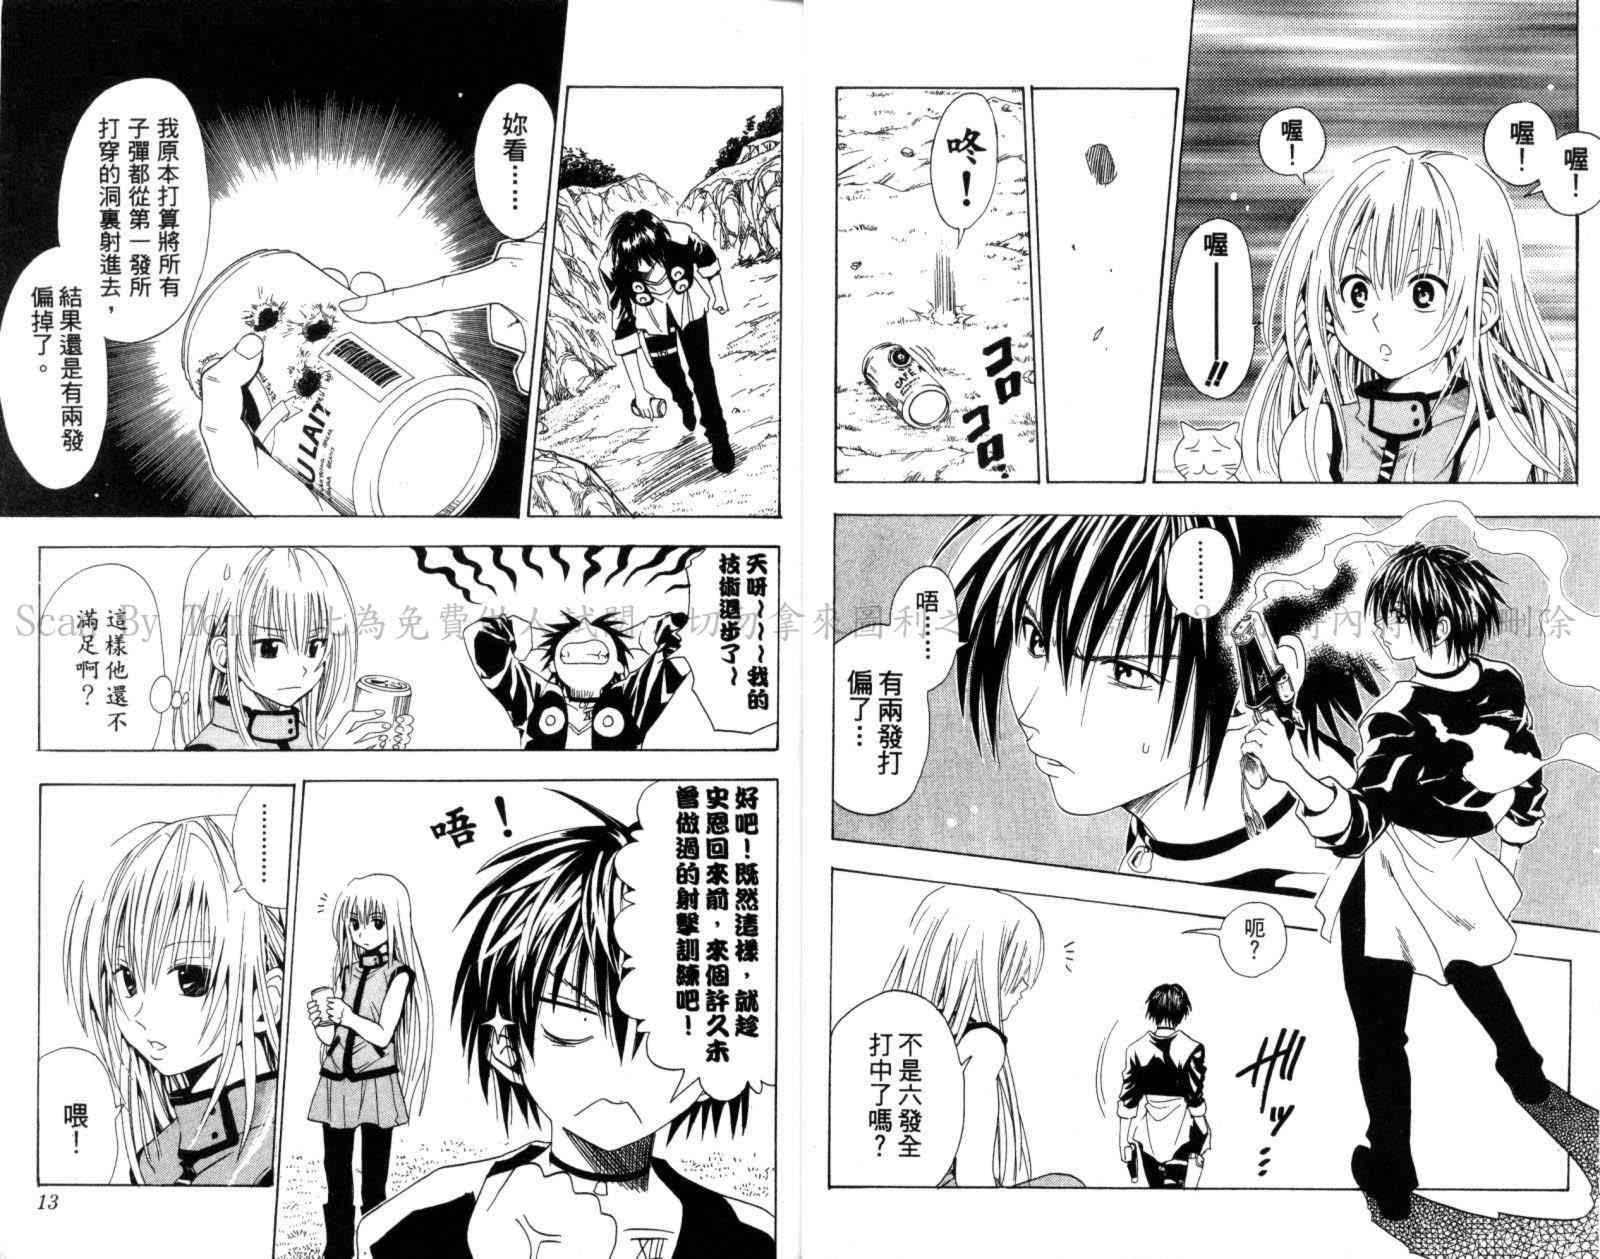 喔！
喔！
喔！
喔——！！
咚！
コロ
コロ
CAFE
………
唔……
有兩發打
偏了…
呃？
不是六發全
打中了嗎？
妳看……
我原本打算將所有
子彈都從第一發所
打穿的洞裏射進去，
結果還是有兩發
偏掉了。
U LAIT
天呀～～～～我的
技術退步了～
這樣他還不
滿足啊？
好吧！既然這樣，就趁
史恩回來前，來個許久未
曾做過的射擊訓練吧！
唔！
XIII
………
喂！
13